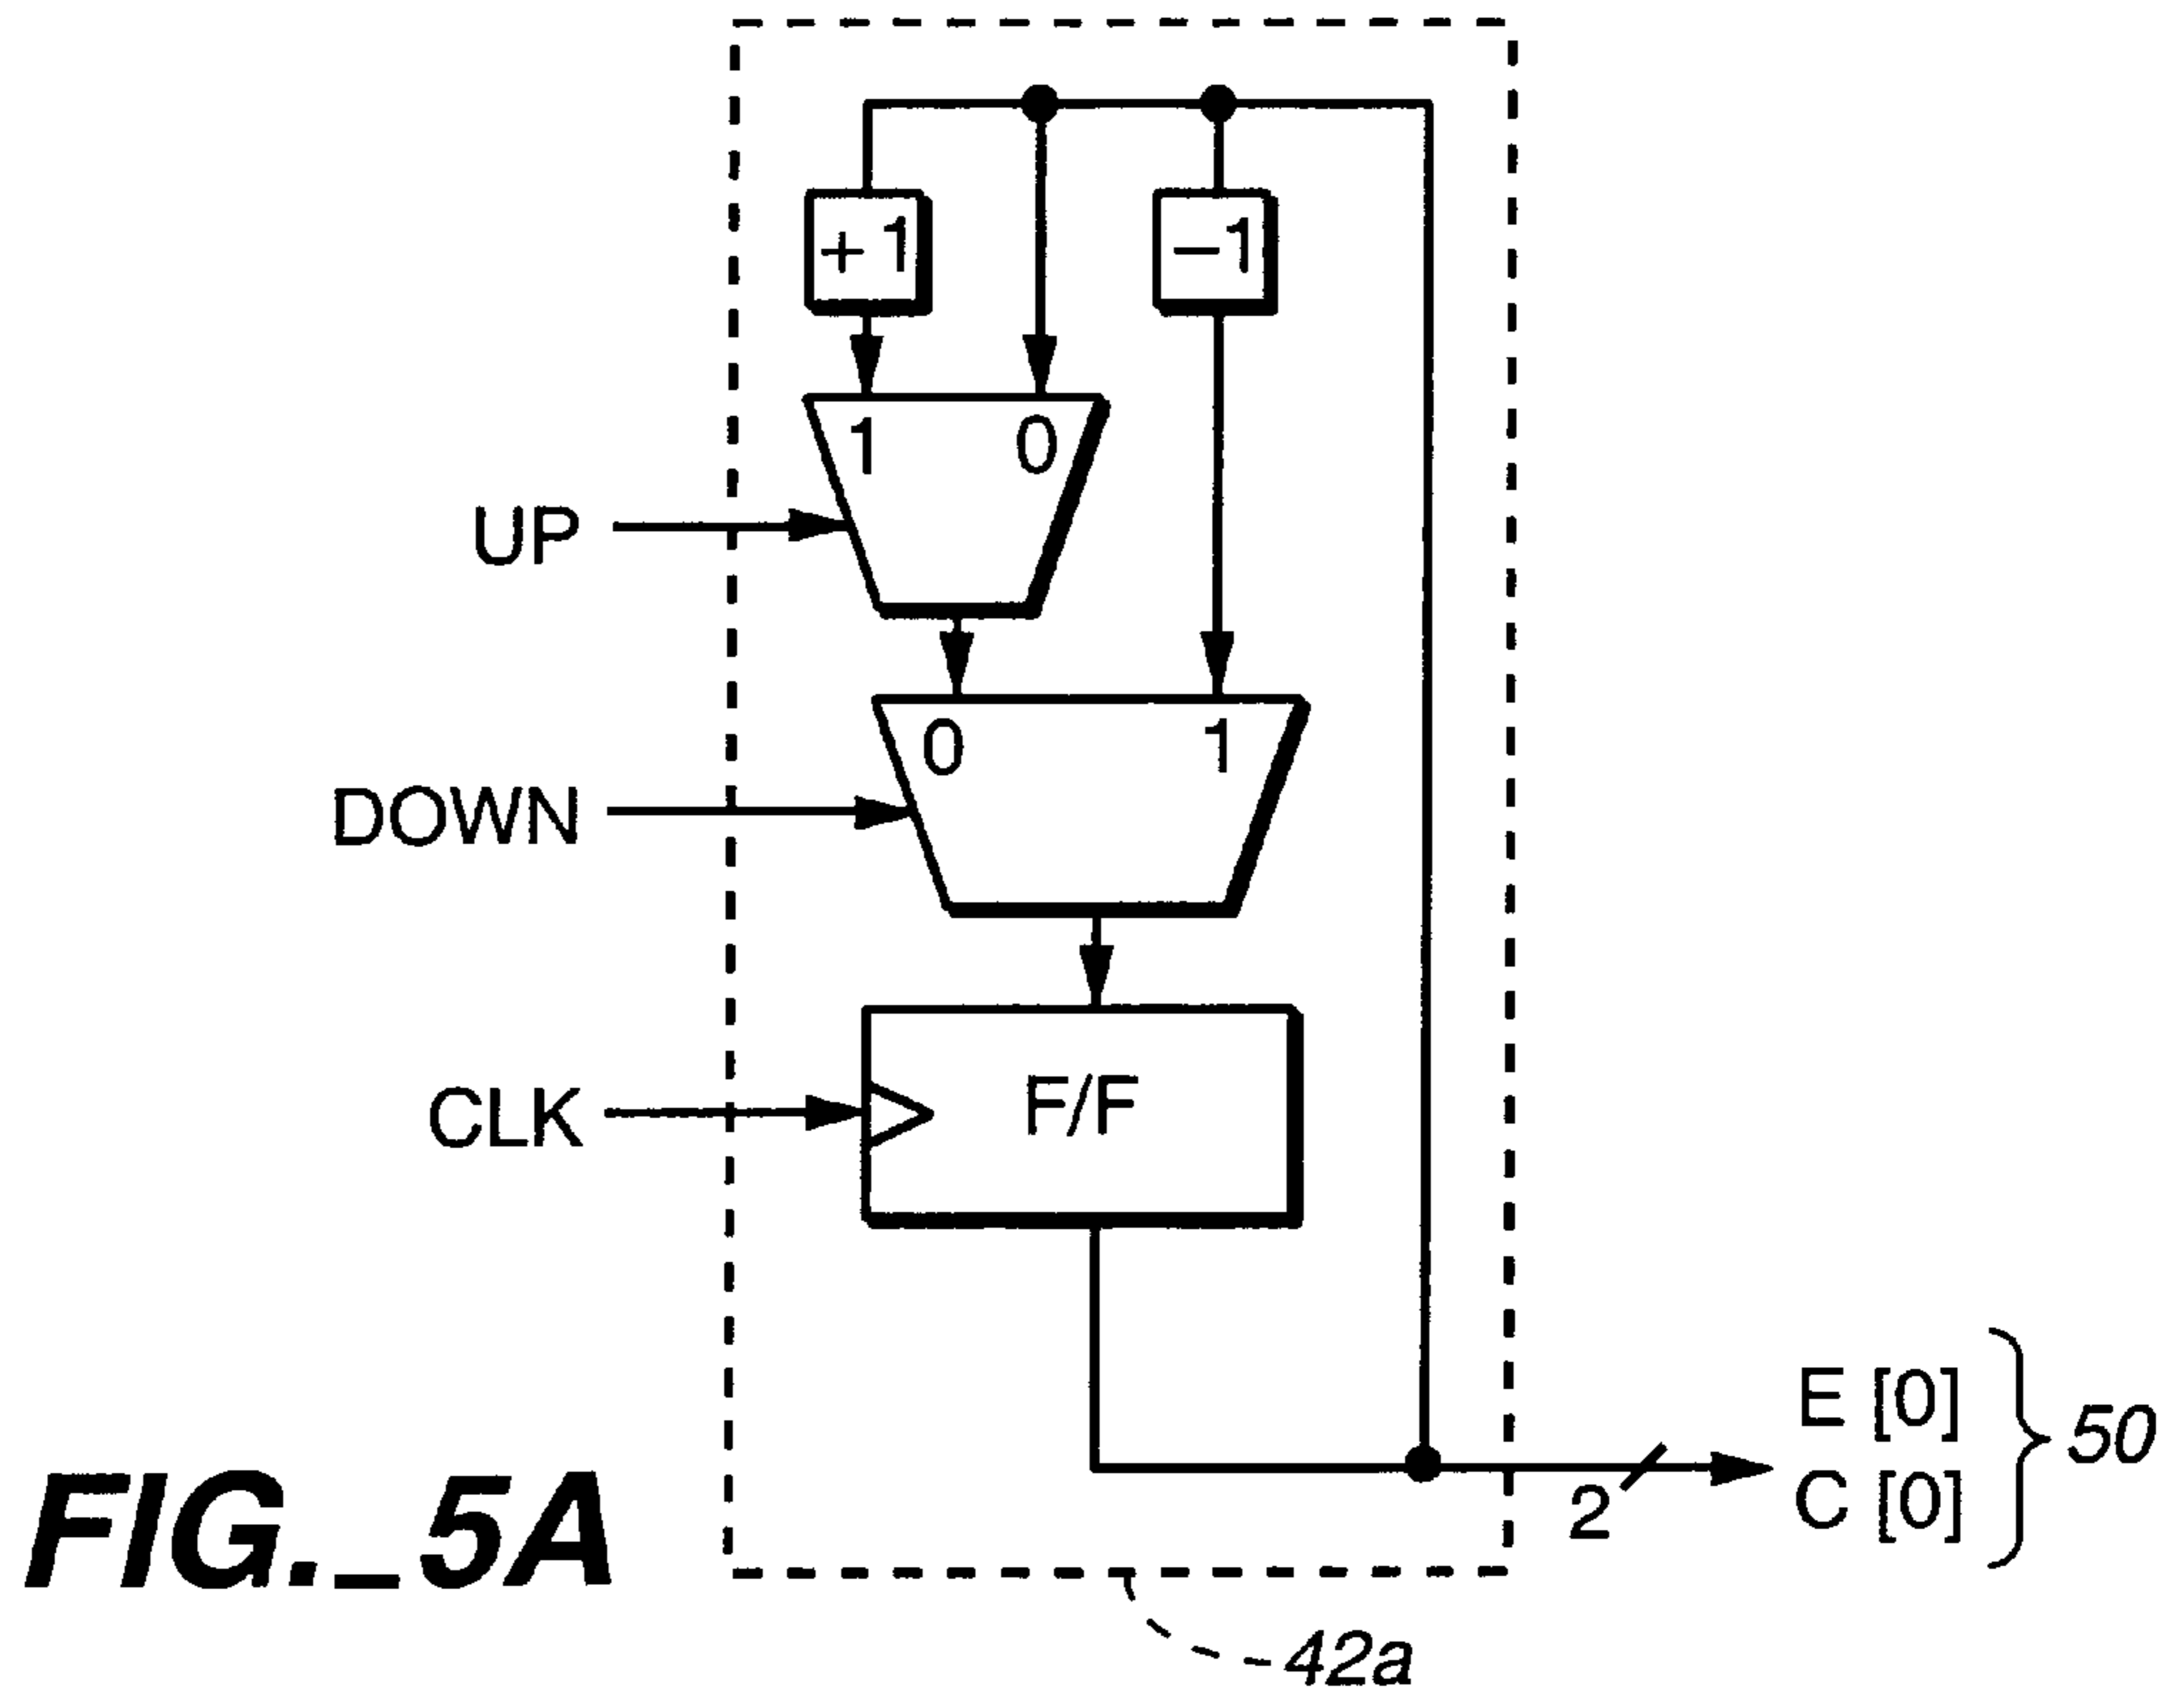 +1
−1
1 0
UP
0 1
DOWN
F/F
CLK
E [0]
C [0]
50
2
FIG._5A
42a